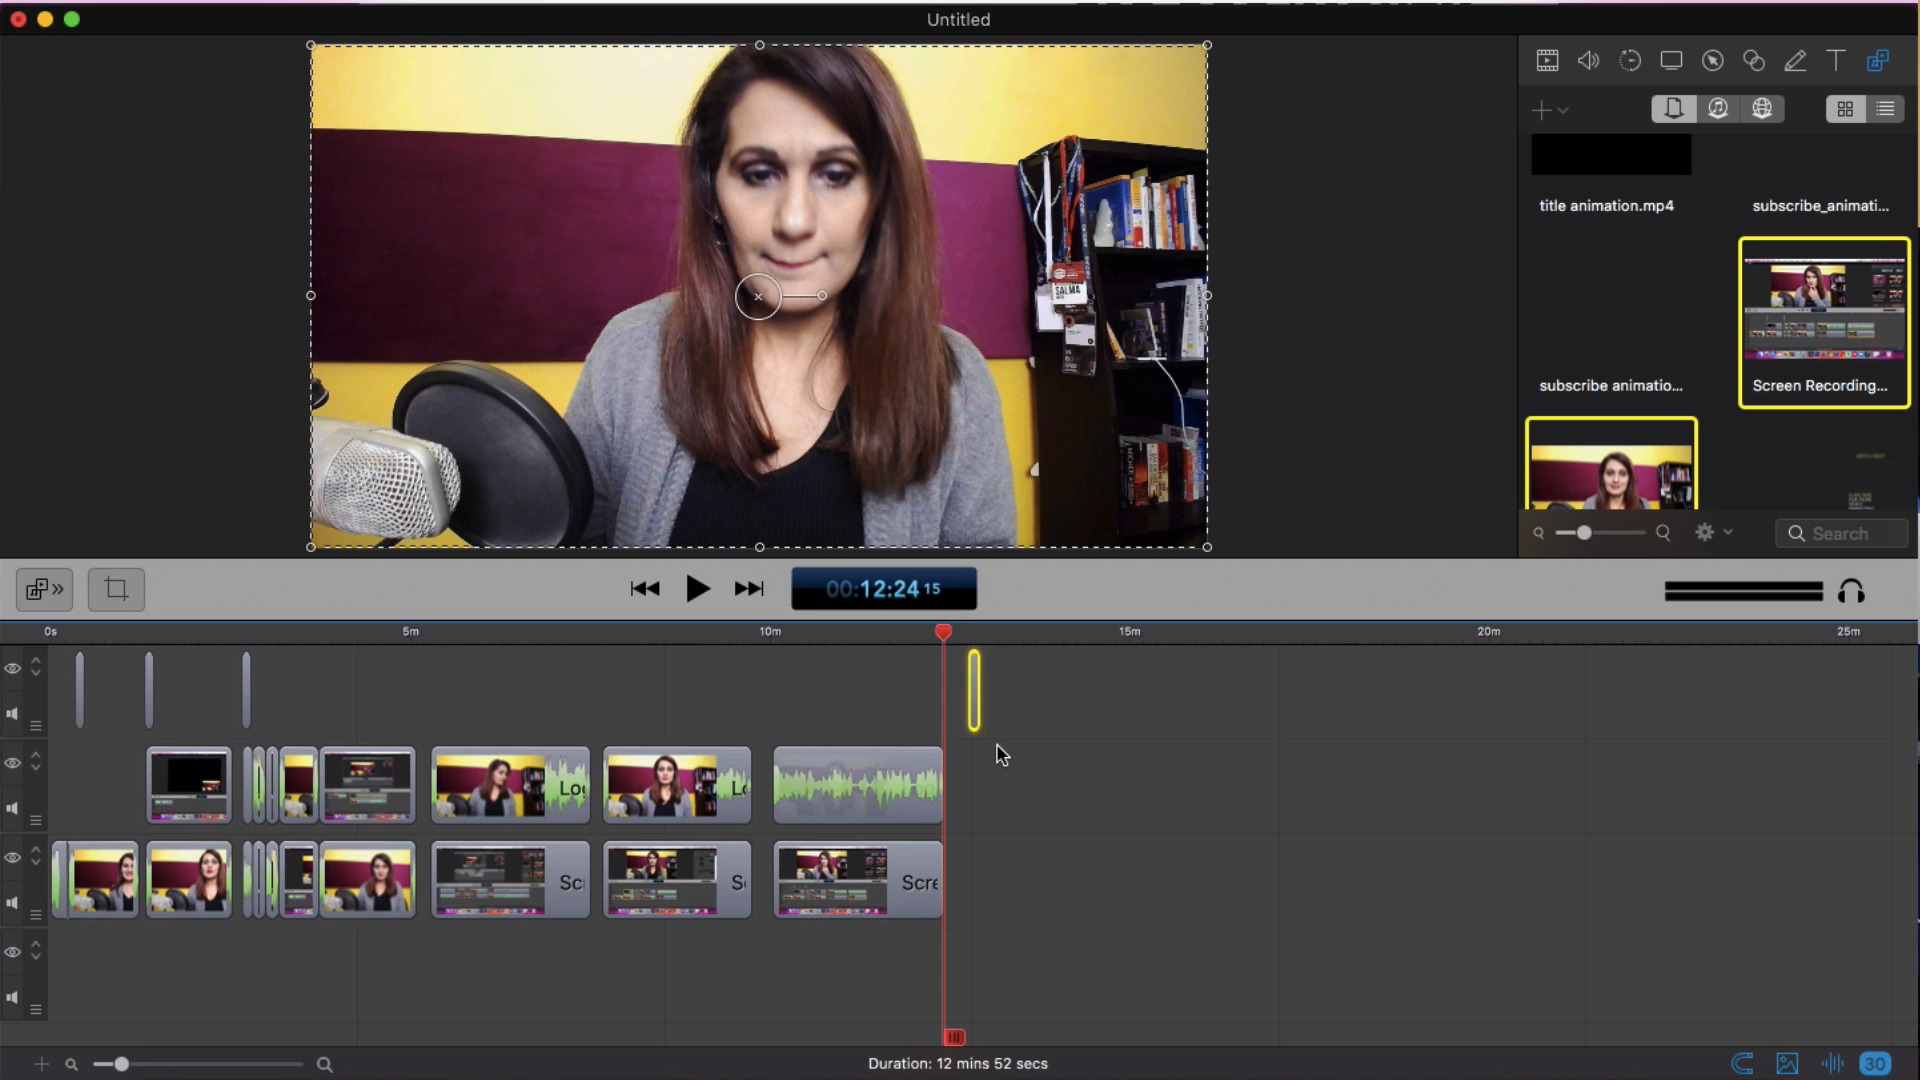 Untitled
title animation.mp4
subscribe_animati...
SALMA
subscribe animatio...
Screen Recording...
Search
00:12:24 15
0s
5m
10m
15m
20m
25m
Lo
L
Sc
S
Scre
Duration: 12 mins 52 secs
30